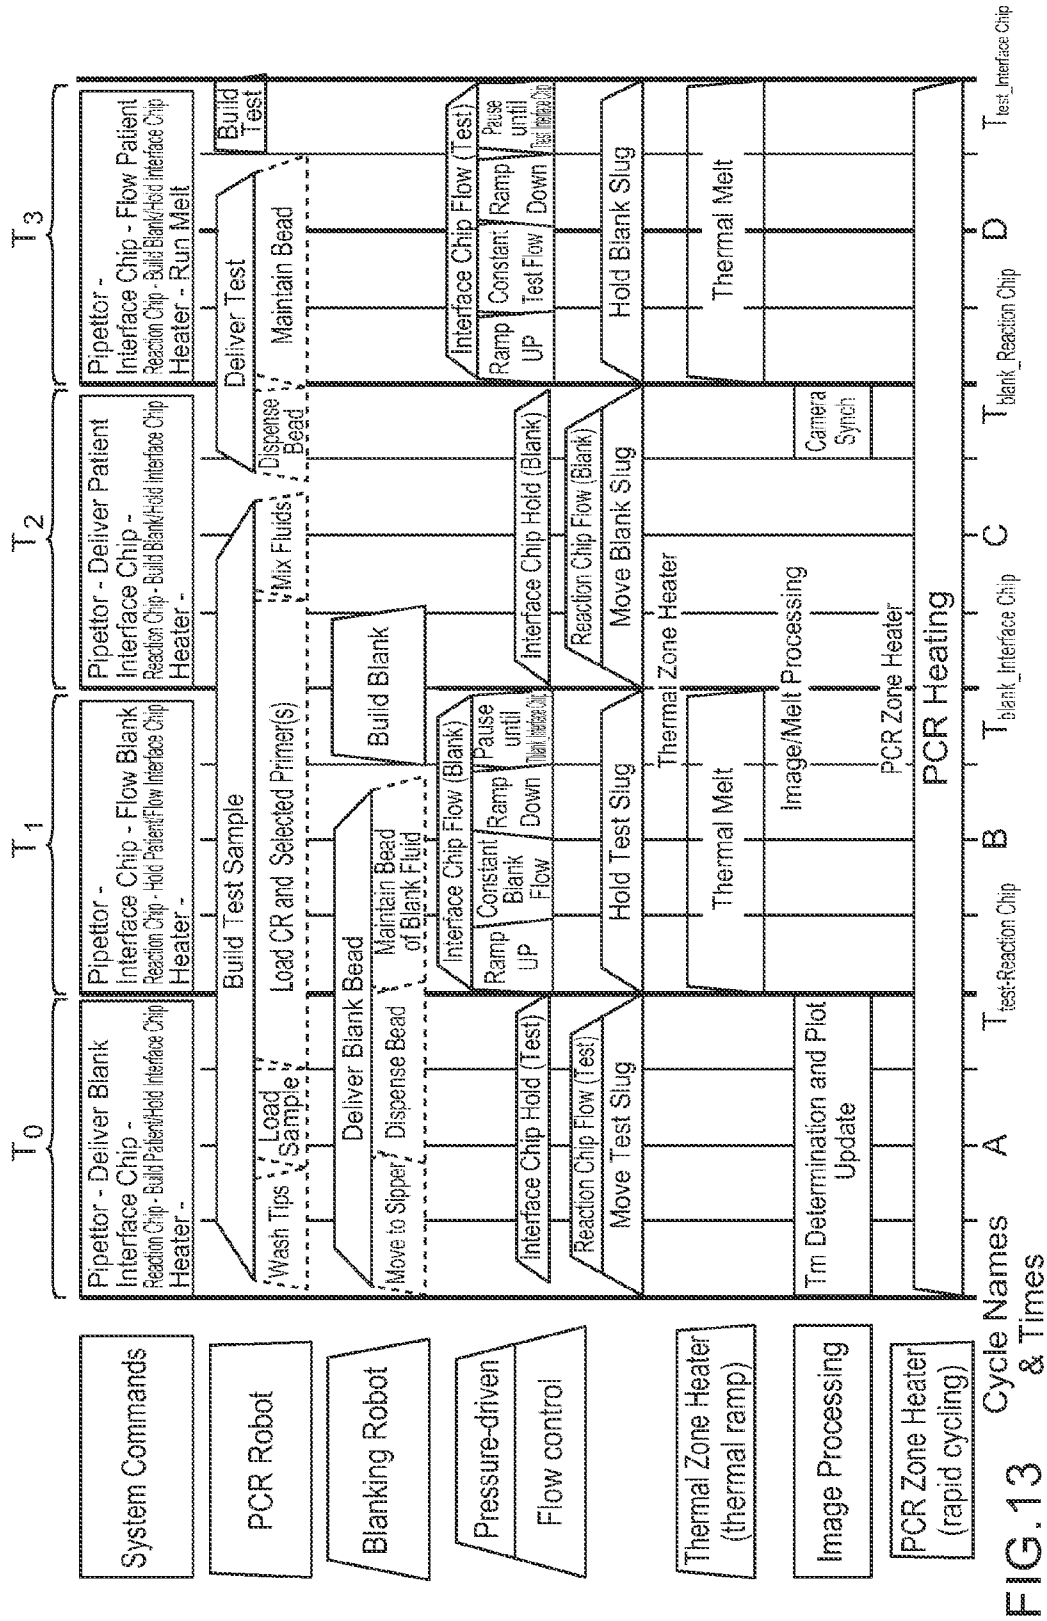 T0
T1
T2
T3
System Commands
Pipettor - Deliver Blank
Interface Chip -
Reaction Chip - Build Patient/Hold Interface Chip
Heater -
Pipettor -
Interface Chip - Flow Blank
Reaction Chip - Hold Patient/Flow Interface Chip
Heater -
Pipettor - Deliver Patient
Interface Chip -
Reaction Chip - Build Blank/Hold Interface Chip
Heater -
Pipettor -
Interface Chip - Flow Patient
Reaction Chip - Build Blank/Hold Interface Chip
Heater - Run Melt
PCR Robot
Build Test Sample
Deliver Test
Build
Test
Wash Tips
Load
Sample
Load CR and Selected Primer(s)
Mix Fluids
Dispense
Bead
Maintain Bead
Blanking Robot
Deliver Blank Bead
Build Blank
Move to Sipper
Dispense Bead
Maintain Bead
of Blank Fluid
Pressure-driven
Flow control
Interface Chip Flow (Blank)
Ramp
UP
Constant
Blank
Flow
Ramp
Down
Pause
until
Tblank_Interface Chip
Interface Chip Flow (Test)
Ramp
UP
Constant
Test Flow
Ramp
Down
Pause
until
Ttest_Interface Chip
Interface Chip Hold (Test)
Interface Chip Hold (Blank)
Reaction Chip Flow (Test)
Move Test Slug
Hold Test Slug
Reaction Chip Flow (Blank)
Move Blank Slug
Hold Blank Slug
Thermal Zone Heater
(thermal ramp)
Thermal Zone Heater
Thermal Melt
Thermal Melt
Image Processing
Image/Melt Processing
Tm Determination and Plot
Update
Camera
Synch
PCR Zone Heater
(rapid cycling)
PCR Zone Heater
PCR Heating
Cycle Names
& Times
A
Ttest-Reaction Chip
B
Tblank_Interface Chip
C
Tblank_Reaction Chip
D
Ttest_Interface Chip
FIG.13